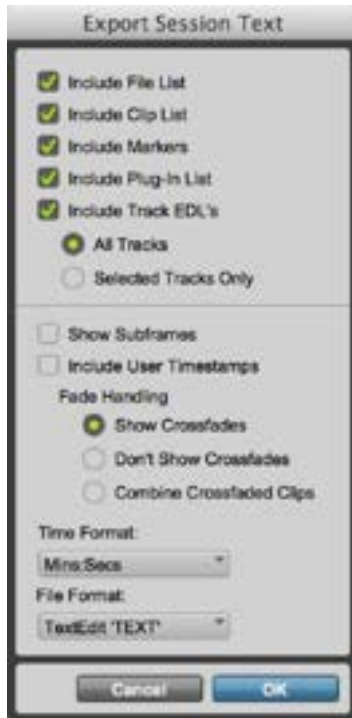 Export Session Text
Include File List
Include Clip List
Include Markers
Include Plug-In List
Include Track EDL's
All Tracks
Selected Tracks Only
Show Subframes
Include User Timestamps
Fade Handling
Show Crossfades
Don't Show Crossfades
Combine Crossfaded Clips
Time Format:
Mins:Secs
File Format:
TextEdit 'TEXT'
Cancel
OK